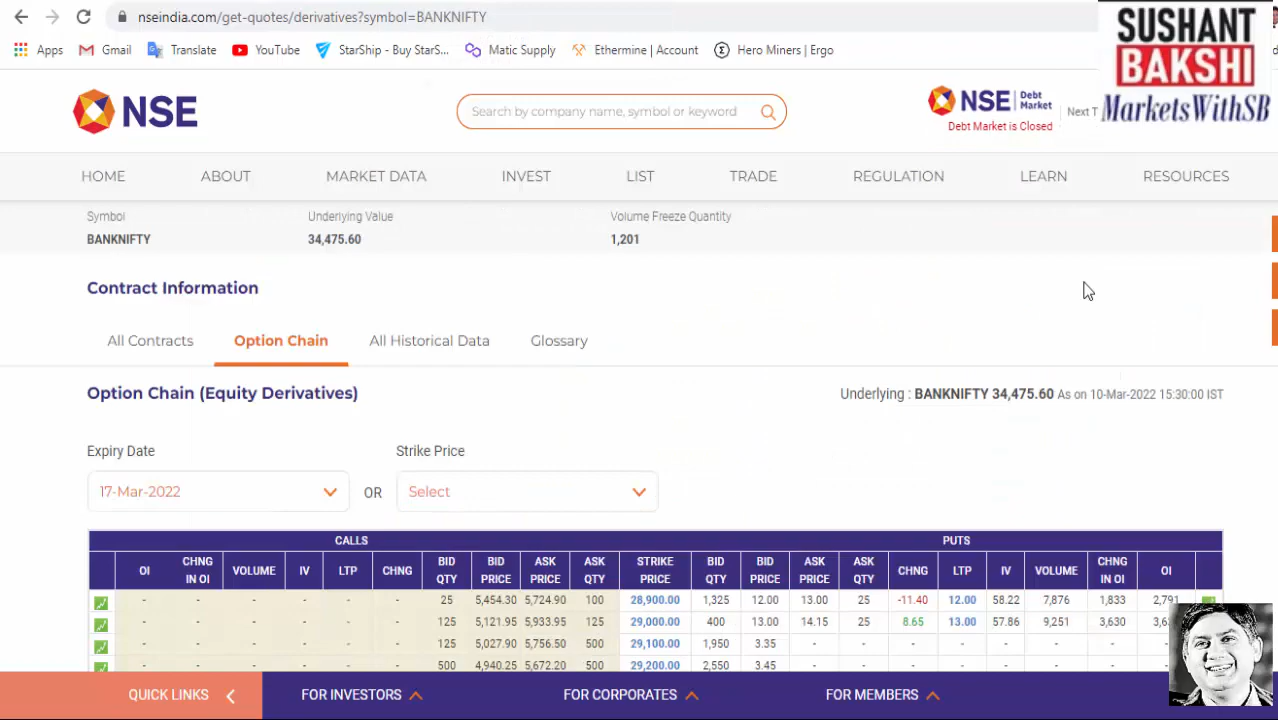 nseindia.com/get-quotes/derivatives?symbol=BANKNIFTY
Apps Gmail Translate YouTube StarShip - Buy StarS... Matic Supply Ethermine | Account Hero Miners | Ergo
SUSHANT
BAKSHI
MarketsWithSB
NSE
Search by company name, symbol or keyword
NSE Debt Market
Debt Market is Closed
Next T
HOME ABOUT MARKET DATA INVEST LIST TRADE REGULATION LEARN RESOURCES
Symbol Underlying Value Volume Freeze Quantity
BANKNIFTY 34,475.60 1,201
Contract Information
All Contracts Option Chain All Historical Data Glossary
Option Chain (Equity Derivatives) Underlying : BANKNIFTY 34,475.60 As on 10-Mar-2022 15:30:00 IST
Expiry Date Strike Price
17-Mar-2022 OR Select
CALLS PUTS
OI CHNG IN OI VOLUME IV LTP CHNG BID QTY BID PRICE ASK PRICE ASK QTY STRIKE PRICE BID QTY BID PRICE ASK PRICE ASK QTY CHNG LTP IV VOLUME CHNG IN OI OI
- - - - - - 25 5,454.30 5,724.90 100 28,900.00 1,325 12.00 13.00 25 -11.40 12.00 58.22 7,876 1,833 2,791
- - - - - - 125 5,121.95 5,933.95 125 29,000.00 400 13.00 14.15 25 8.65 13.00 57.86 9,251 3,630
- - - - - - 125 5,027.90 5,756.50 500 29,100.00 1,950 3.35 - - - - - - - -
- - - - - - 500 4,940.25 5,672.20 500 29,200.00 2,550 3.45 - - - - - - -
QUICK LINKS FOR INVESTORS FOR CORPORATES FOR MEMBERS